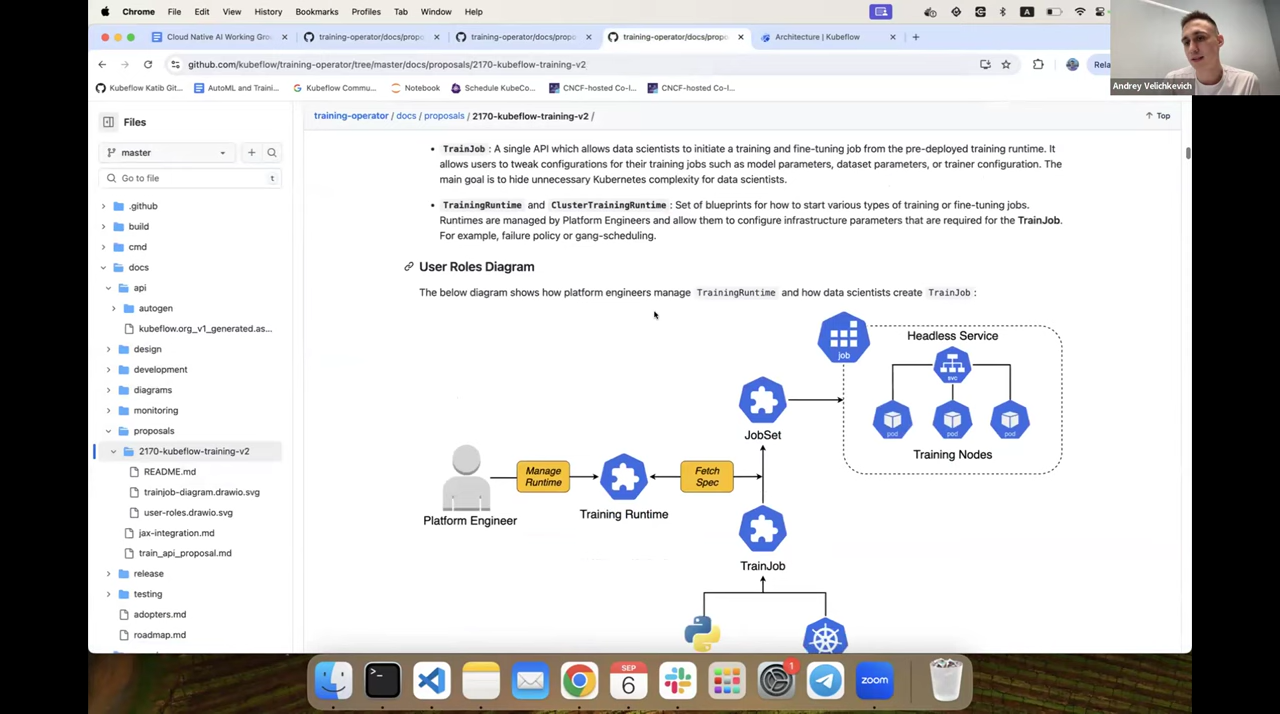 Chrome File Edit View History Bookmarks Profiles Tab Window Help
A
Cloud Native AI Working Gro
training-operator/docs/propo
training-operator/docs/propo
training-operator/docs/propo
Architecture | Kubeflow
github.com/kubeflow/training-operator/tree/master/docs/proposals/2170-kubeflow-training-v2
Rela
Andrey Velichkevich
Kubeflow Katib Git...
AutoML and Traini...
Kubeflow Commu...
Notebook
Schedule KubeCo...
CNCF-hosted Co-l...
CNCF-hosted Co-l...
Files
training-operator / docs / proposals / 2170-kubeflow-training-v2 /
Top
master
Go to file
t
.github
build
cmd
docs
api
autogen
kubeflow.org_v1_generated.as...
design
development
diagrams
monitoring
proposals
2170-kubeflow-training-v2
README.md
trainjob-diagram.drawio.svg
user-roles.drawio.svg
jax-integration.md
train_api_proposal.md
release
testing
adopters.md
roadmap.md
• TrainJob : A single API which allows data scientists to initiate a training and fine-tuning job from the pre-deployed training runtime. It
allows users to tweak configurations for their training jobs such as model parameters, dataset parameters, or trainer configuration. The
main goal is to hide unnecessary Kubernetes complexity for data scientists.
• TrainingRuntime and ClusterTrainingRuntime : Set of blueprints for how to start various types of training or fine-tuning jobs.
Runtimes are managed by Platform Engineers and allow them to configure infrastructure parameters that are required for the TrainJob.
For example, failure policy or gang-scheduling.
User Roles Diagram
The below diagram shows how platform engineers manage TrainingRuntime and how data scientists create TrainJob :
job
Headless Service
svc
pod
pod
pod
Training Nodes
JobSet
Manage
Runtime
Fetch
Spec
Platform Engineer
Training Runtime
TrainJob
SEP
6
1
zoom